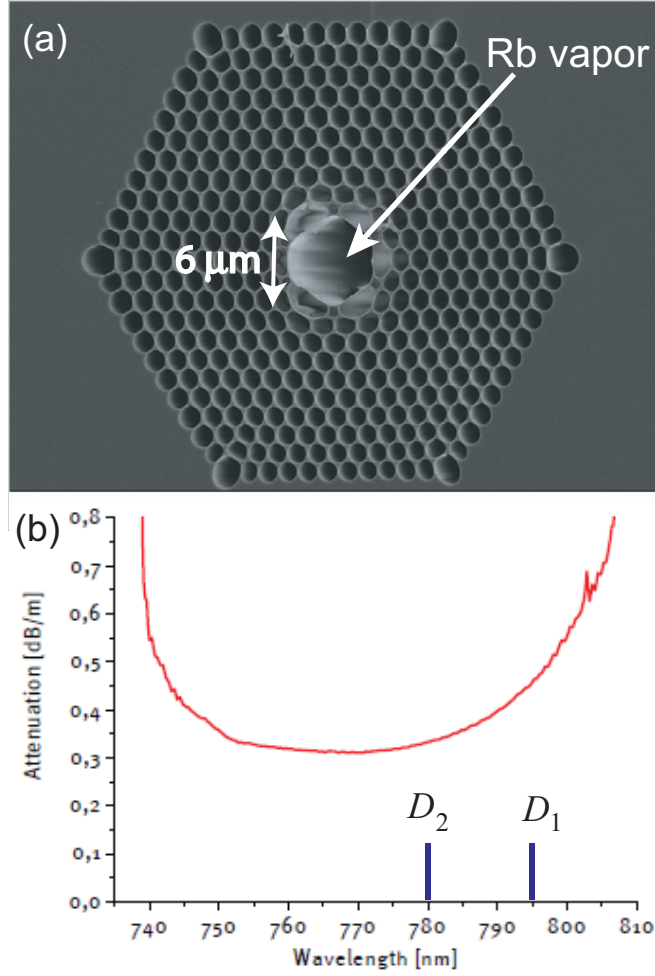 (a)
Rb vapor
6 μm
(b)
0,8
0,7
0,6
0,5
0,4
0,3
0,2
0,1
0,0
Attenuation [dB/m]
D₂
D₁
740 750 760 770 780 790 800 810
Wavelength [nm]